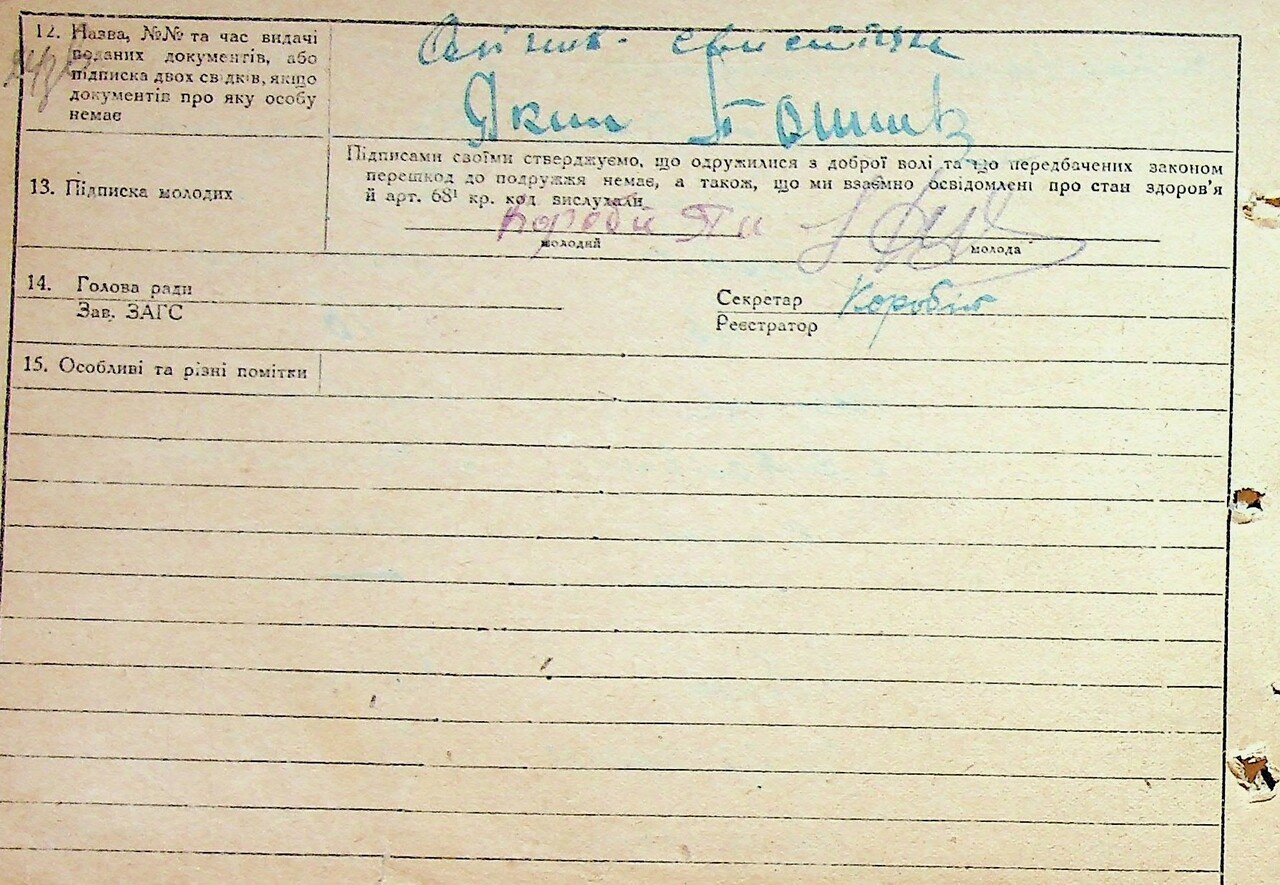 12. Назва, №№ та час видачі
поданих документів, або
підписка двох свідків, якщо
документів про яку особу
немає
Яким
13. Підписка молодих
Підписами своїми стверджуємо, що одружилися з доброї волі та що передбачених законом
перешкод до подружжя немає, а також, що ми взаємно освідомлені про стан здоров'я
й арт. 68¹ кр. код вислухали
Коробій
молодий молода
14. Голова ради
Зав. ЗАГС
Секретар Коробій
Реєстратор
15. Особливі та різні помітки